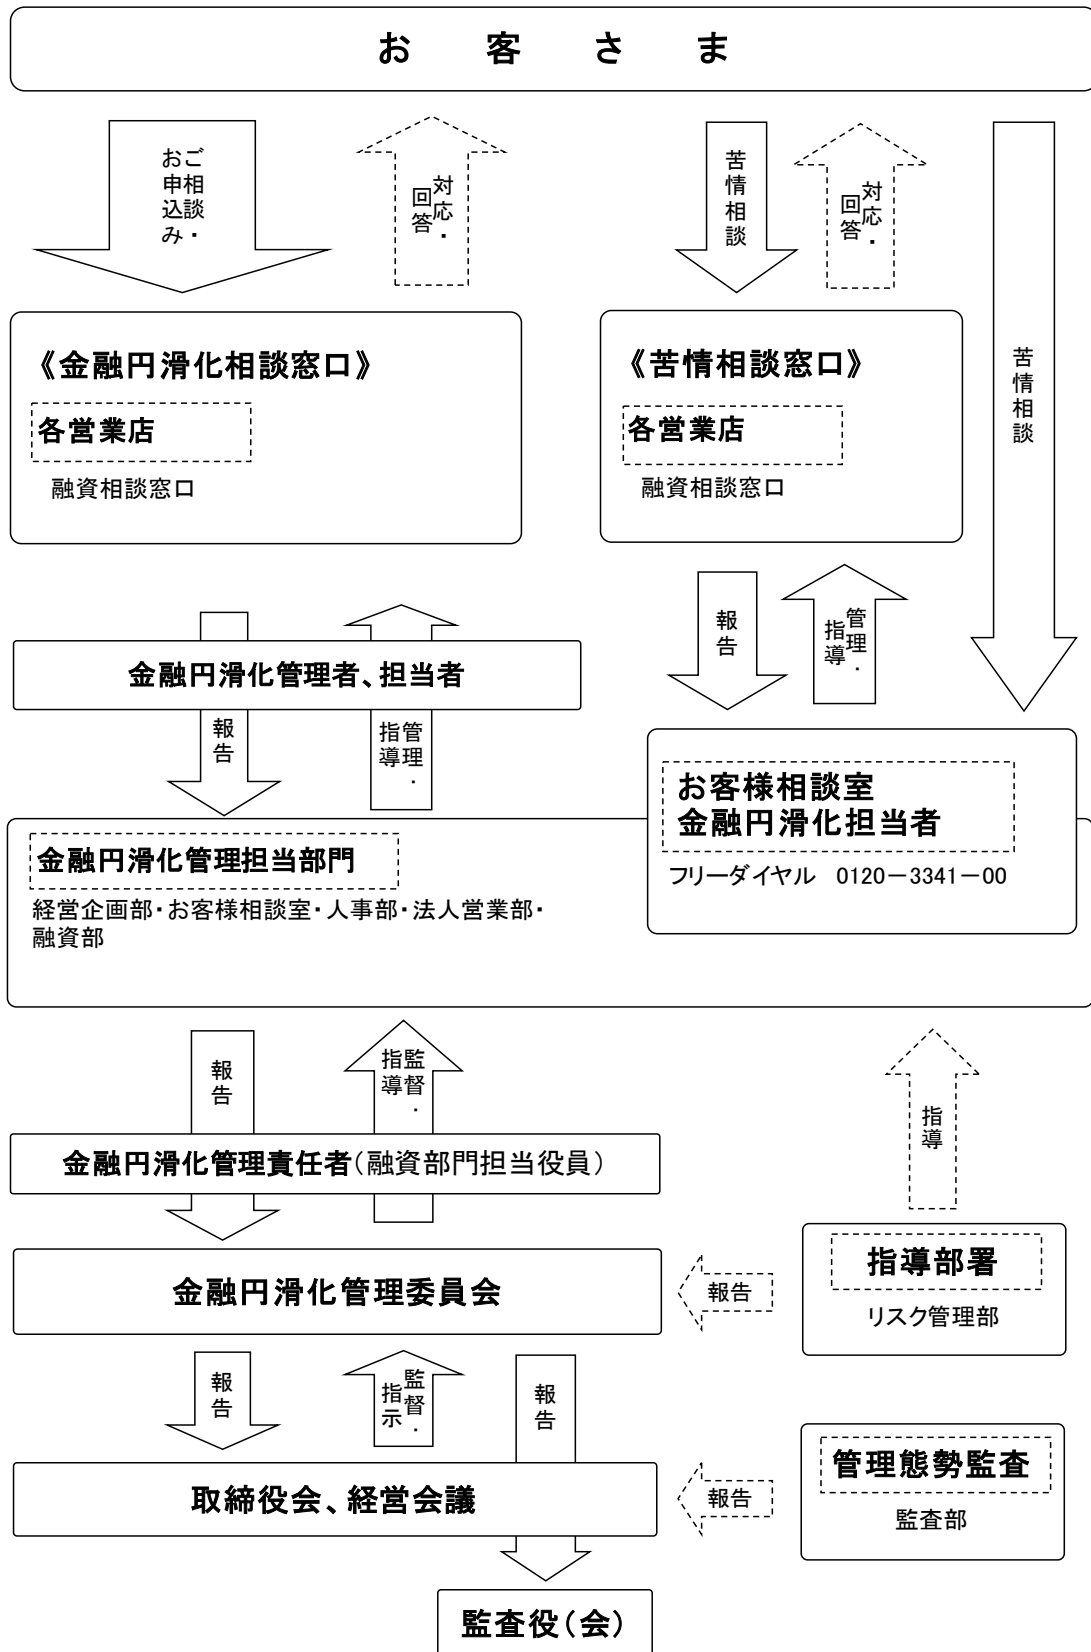 お客さま
ご相談・
お申込み
対応・
回答
苦情相談
対応・
回答
苦情相談
《金融円滑化相談窓口》
各営業店
融資相談窓口
《苦情相談窓口》
各営業店
融資相談窓口
報告
管理・
指導
金融円滑化管理者、担当者
報告
管理・
指導
お客様相談室
金融円滑化担当者
フリーダイヤル 0120－3341－00
金融円滑化管理担当部門
経営企画部・お客様相談室・人事部・法人営業部・
融資部
報告
監督・
指導
指導
金融円滑化管理責任者（融資部門担当役員）
金融円滑化管理委員会
報告
指導部署
リスク管理部
報告
監督・
指示
報告
取締役会、経営会議
報告
管理態勢監査
監査部
監査役（会）